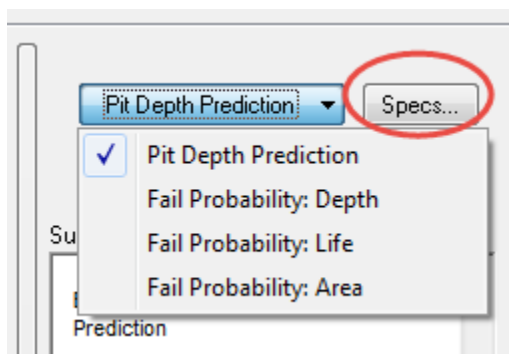 Pit Depth Prediction Specs...
Pit Depth Prediction
Fail Probability: Depth
Fail Probability: Life
Su
Fail Probability: Area
Prediction